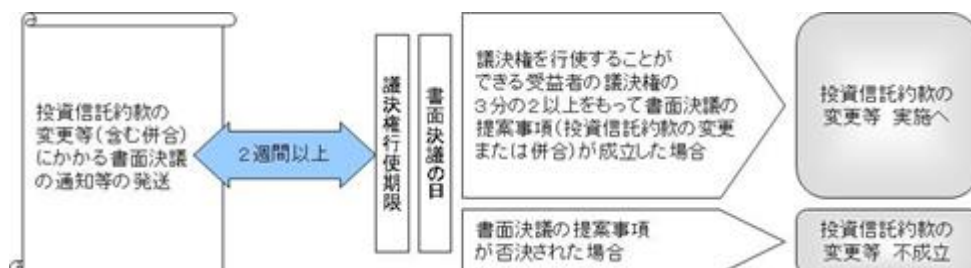 投資信託約款の
変更等(含む併合)
にかかる書面決議
の通知等の発送
2週間以上
議決権行使期限
書面決議の日
議決権を行使することが
できる受益者の議決権の
3分の2以上をもって書面決議の
提案事項(投資信託約款の変更
または併合)が成立した場合
投資信託約款の
変更等 実施へ
書面決議の提案事項
が否決された場合
投資信託約款の
変更等 不成立